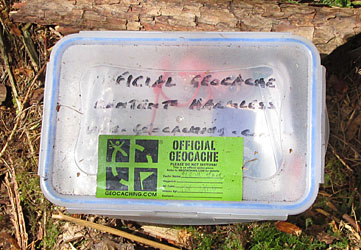 OFFICIAL GEOCACHE
CONTENT HARMLESS
WWW.GEOCACHING.COM
OFFICIAL
GEOCACHE
PLEASE DO NOT DISTURB!
GEOCACHING.COM